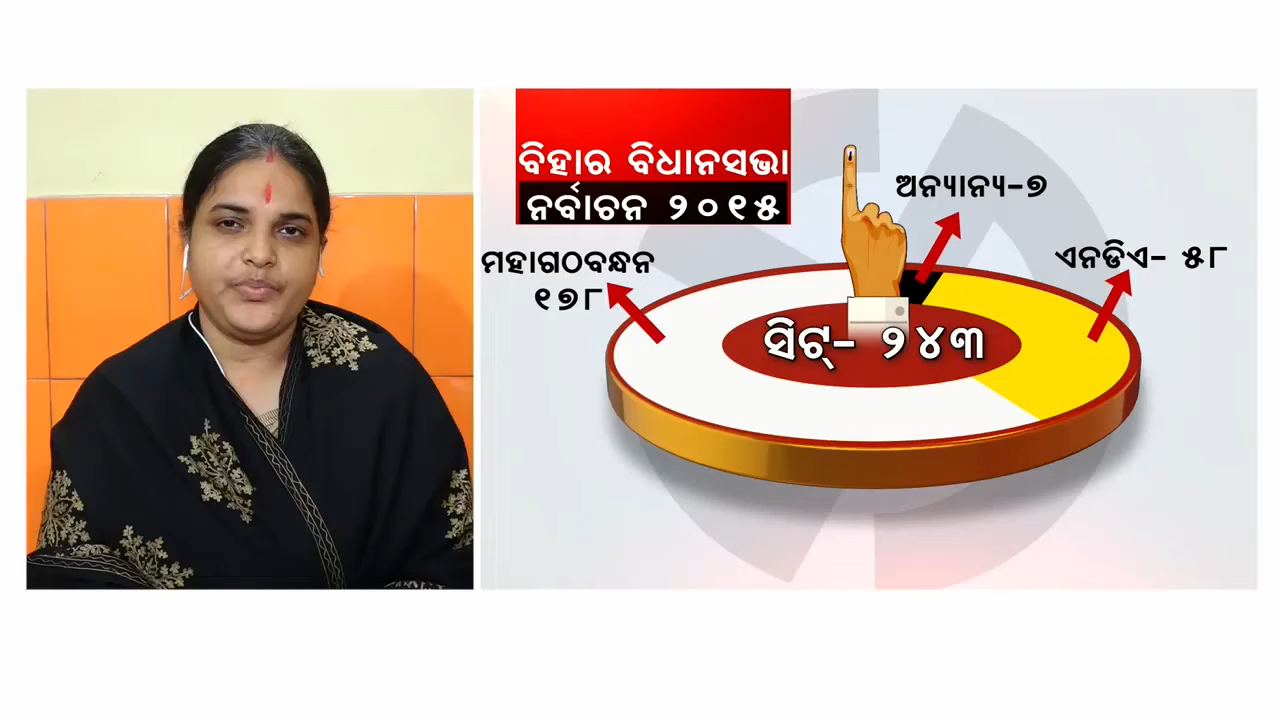 ବିହାର ବିଧାନସଭା
ନର୍ବାଚନ ୨୦୧୫
ଅନ୍ୟାନ୍ୟ-୭
ମହାଗଠବନ୍ଧନ
୧୭୮
ଏନଡିଏ- ୫୮
ସିଟ୍- ୨୪୩